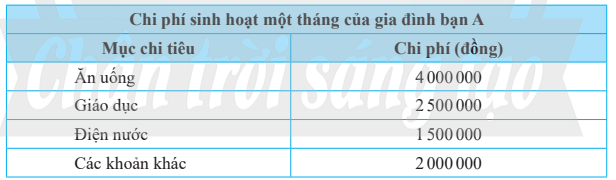 Chi phí sinh hoạt một tháng của gia đình bạn A
Mục chi tiêu Chi phí (đồng)
Ăn uống 4 000 000
Giáo dục 2 500 000
Điện nước 1 500 000
Các khoản khác 2 000 000
Chân trời sáng tạo